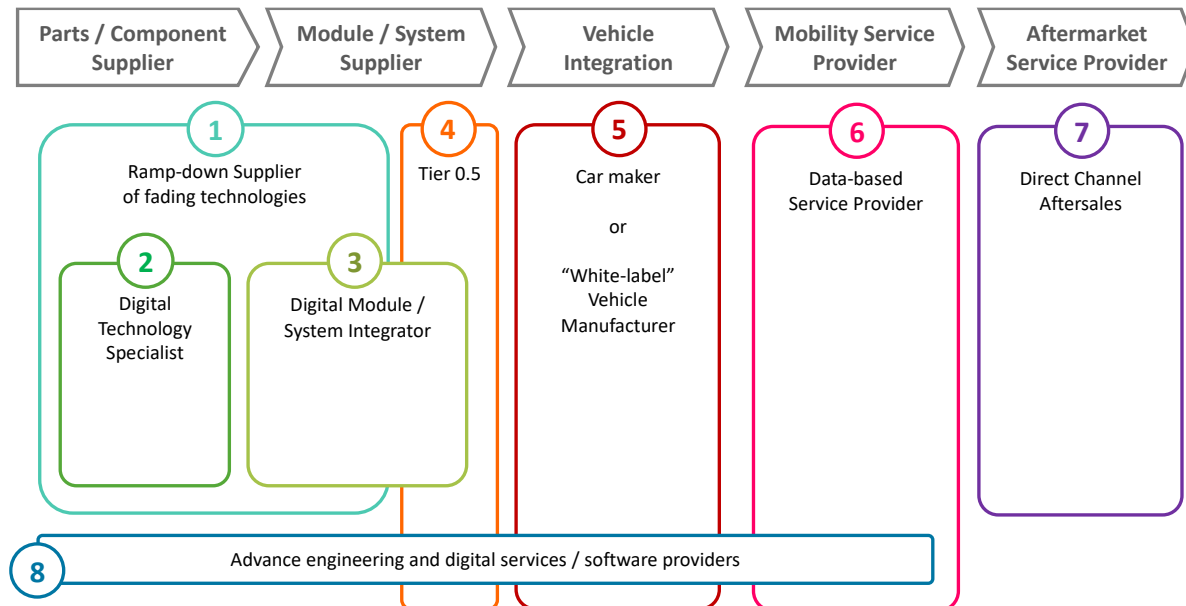 Parts / Component
Supplier
Module / System
Supplier
Vehicle
Integration
Mobility Service
Provider
Aftermarket
Service Provider
1
Ramp-down Supplier
of fading technologies
2
Digital
Technology
Specialist
3
Digital Module /
System Integrator
4
Tier 0.5
5
Car maker
or
“White-label”
Vehicle
Manufacturer
6
Data-based
Service Provider
7
Direct Channel
Aftersales
8
Advance engineering and digital services / software providers